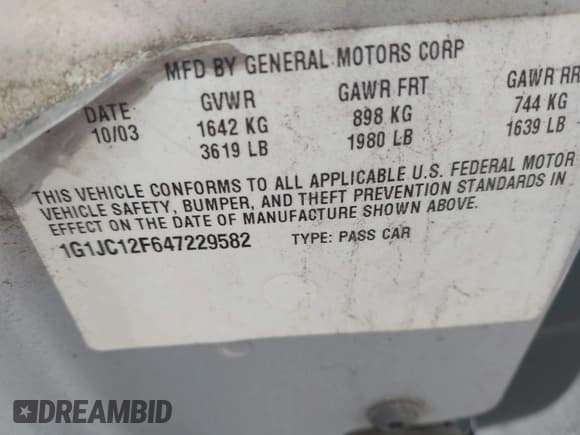 MFD BY GENERAL MOTORS CORP
DATE GVWR GAWR FRT GAWR RR
10/03 1642 KG 898 KG 744 KG
3619 LB 1980 LB 1639 LB
THIS VEHICLE CONFORMS TO ALL APPLICABLE U.S. FEDERAL MOTOR
VEHICLE SAFETY, BUMPER, AND THEFT PREVENTION STANDARDS IN
EFFECT ON THE DATE OF MANUFACTURE SHOWN ABOVE.
1G1JC12F647229582 TYPE: PASS CAR
DREAMBID